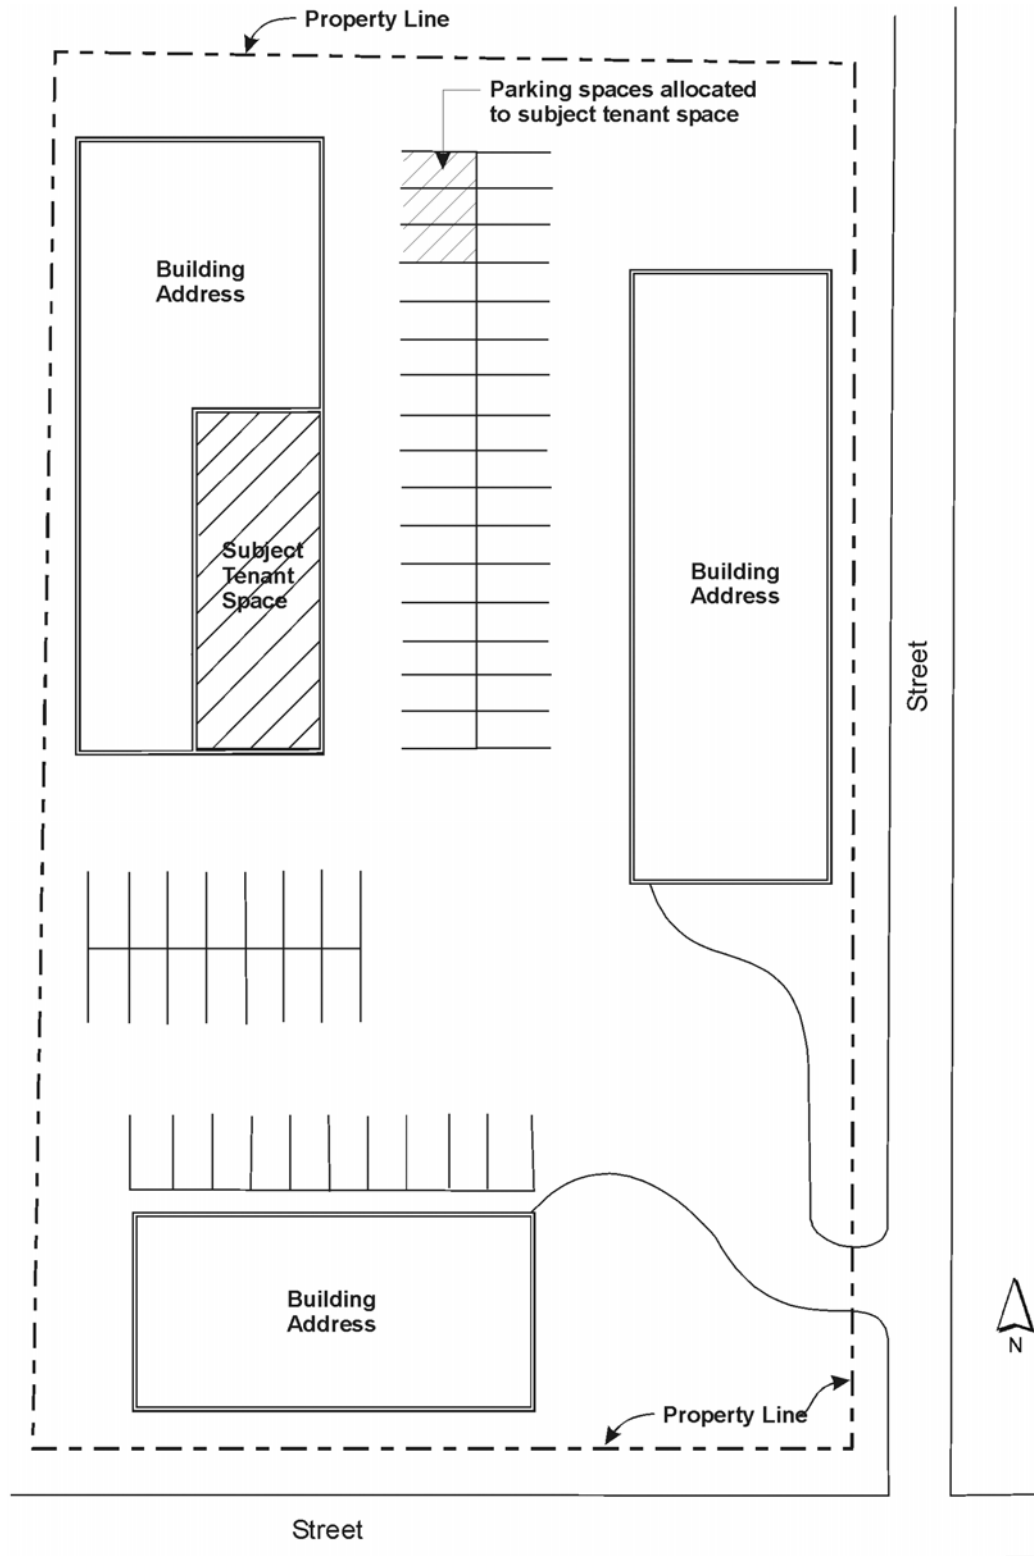 Property Line
Parking spaces allocated
to subject tenant space
Building
Address
Subject
Tenant
Space
Building
Address
Street
Building
Address
N
Property Line
Street